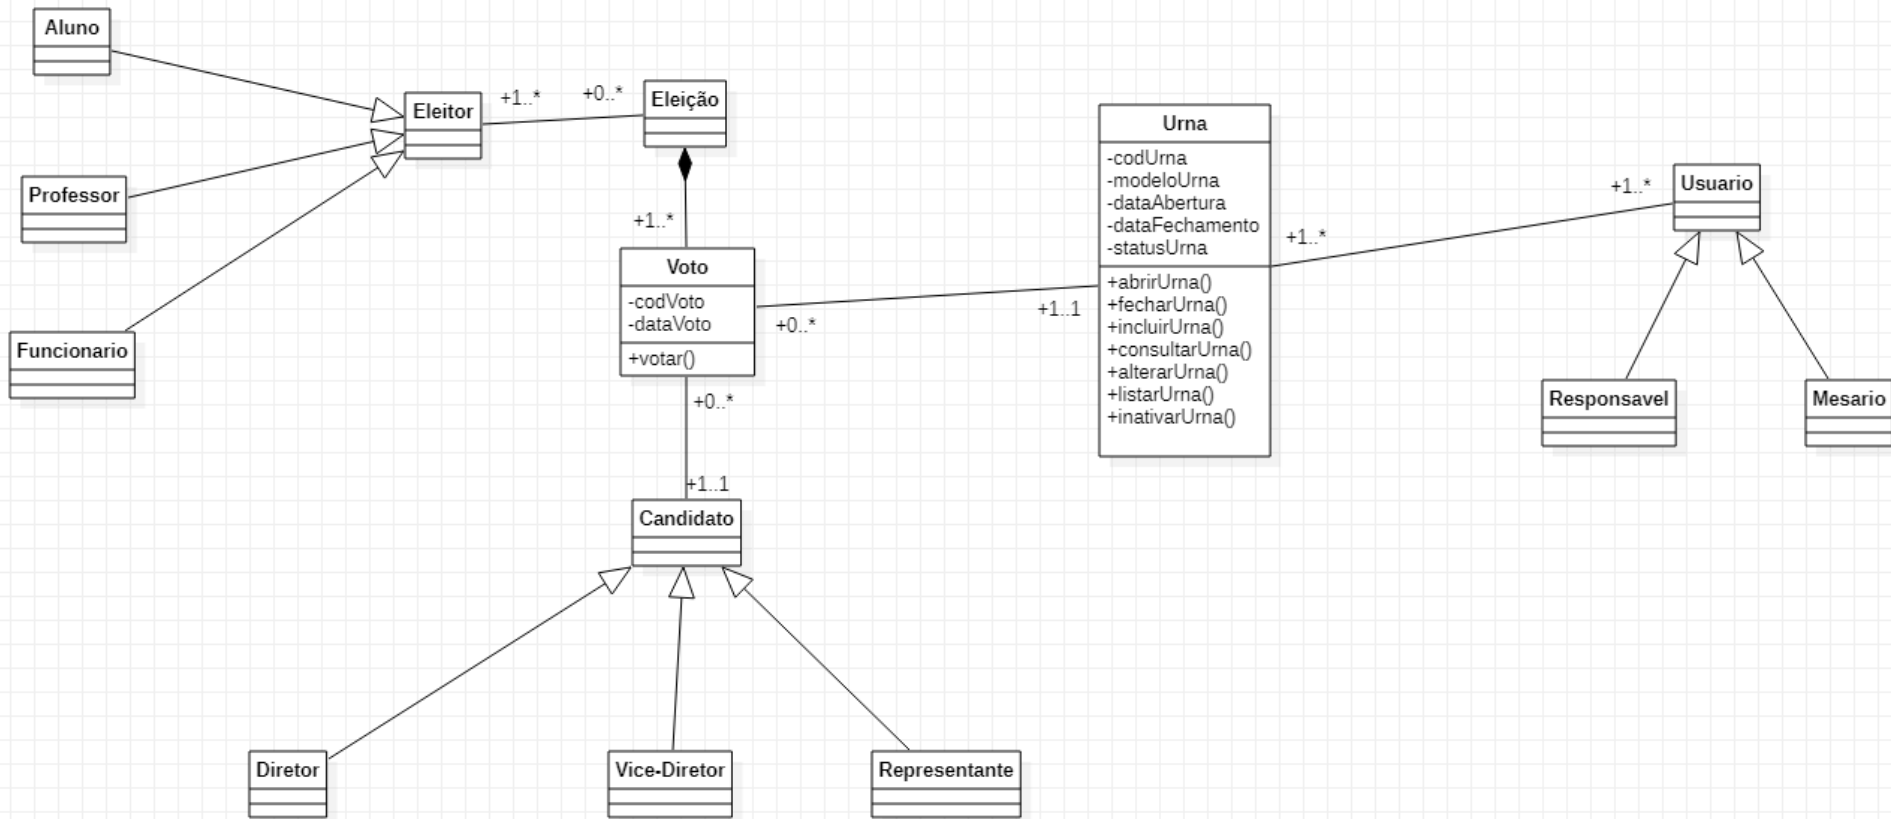 Aluno
Eleitor
+1..*
+0..*
Eleição
Professor
Funcionario
+1..*
Voto
-codVoto
-dataVoto
+votar()
+0..*
+1..1
Urna
-codUrna
-modeloUrna
-dataAbertura
-dataFechamento
-statusUrna
+abrirUrna()
+fecharUrna()
+incluirUrna()
+consultarUrna()
+alterarUrna()
+listarUrna()
+inativarUrna()
+1..*
+1..*
Usuario
Responsavel
Mesario
+0..*
+1..1
Candidato
Diretor
Vice-Diretor
Representante